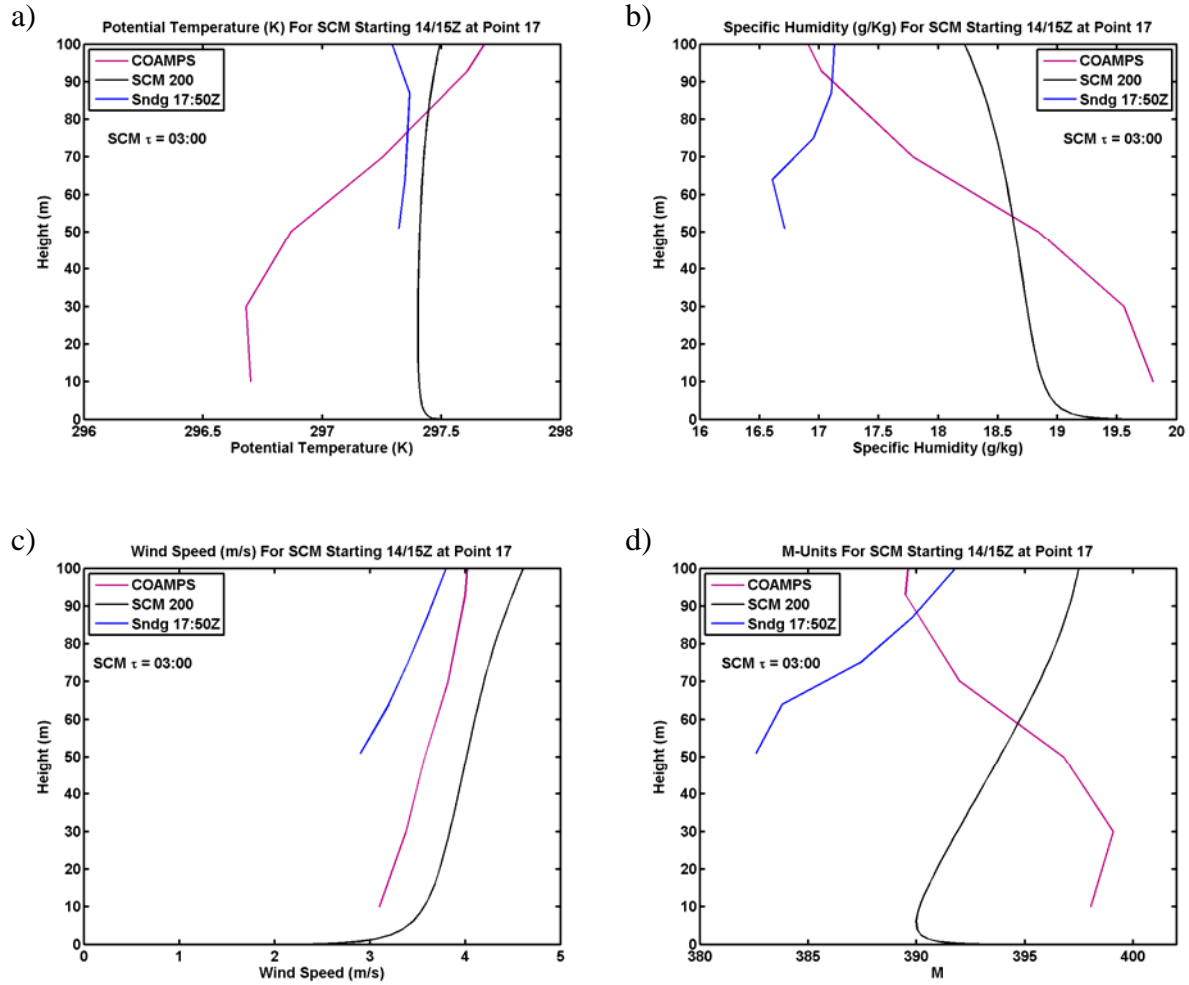 a)
Potential Temperature (K) For SCM Starting 14/15Z at Point 17
100
90
80
70
60
50
40
30
20
10
0
Height (m)
COAMPS
SCM 200
Sndg 17:50Z
SCM τ = 03:00
296
296.5
297
297.5
298
Potential Temperature (K)
b)
Specific Humidity (g/Kg) For SCM Starting 14/15Z at Point 17
100
90
80
70
60
50
40
30
20
10
0
Height (m)
COAMPS
SCM 200
Sndg 17:50Z
SCM τ = 03:00
16
16.5
17
17.5
18
18.5
19
19.5
20
Specific Humidity (g/kg)
c)
Wind Speed (m/s) For SCM Starting 14/15Z at Point 17
100
90
80
70
60
50
40
30
20
10
0
Height (m)
COAMPS
SCM 200
Sndg 17:50Z
SCM τ = 03:00
0
1
2
3
4
5
Wind Speed (m/s)
d)
M-Units For SCM Starting 14/15Z at Point 17
100
90
80
70
60
50
40
30
20
10
0
Height (m)
COAMPS
SCM 200
Sndg 17:50Z
SCM τ = 03:00
380
385
390
395
400
M